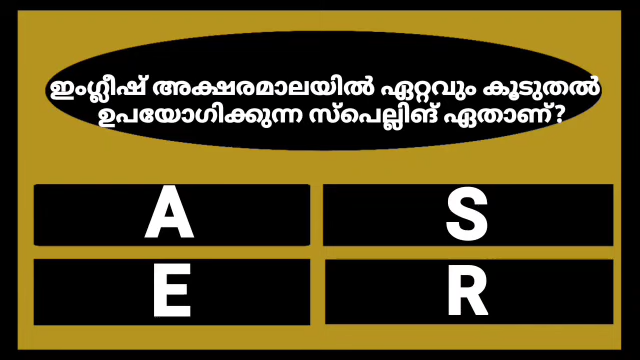 ഇംഗ്ലീഷ് അക്ഷരമാലയിൽ ഏറ്റവും കൂടുതൽ
ഉപയോഗിക്കുന്ന സ്പെല്ലിങ് ഏതാണ്?
A
S
E
R